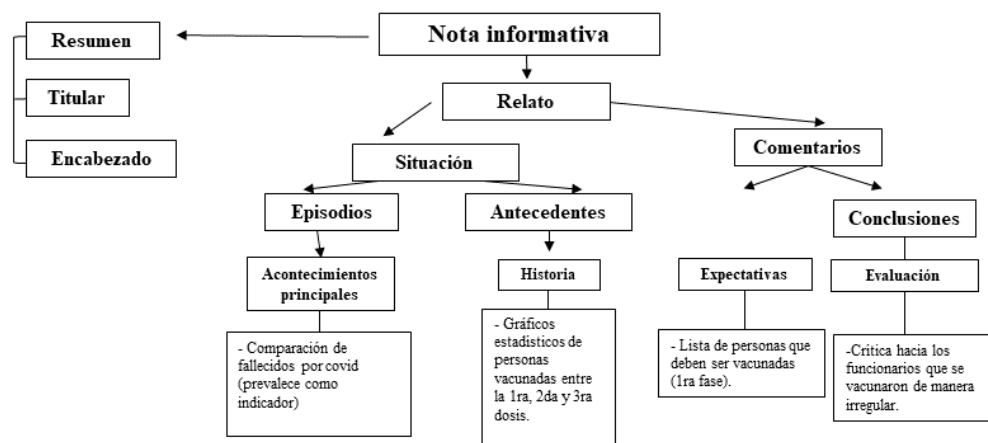 Nota informativa
Resumen
Titular
Encabezado
Relato
Situación
Comentarios
Episodios
Antecedentes
Conclusiones
Acontecimientos
principales
Historia
Expectativas
Evaluación
- Comparación de
fallecidos por covid
(prevalece como
indicador)
- Gráficos
estadísticos de
personas
vacunadas entre
la 1ra, 2da y 3ra
dosis.
- Lista de personas que
deben ser vacunadas
(1ra fase).
-Critica hacia los
funcionarios que se
vacunaron de manera
irregular.